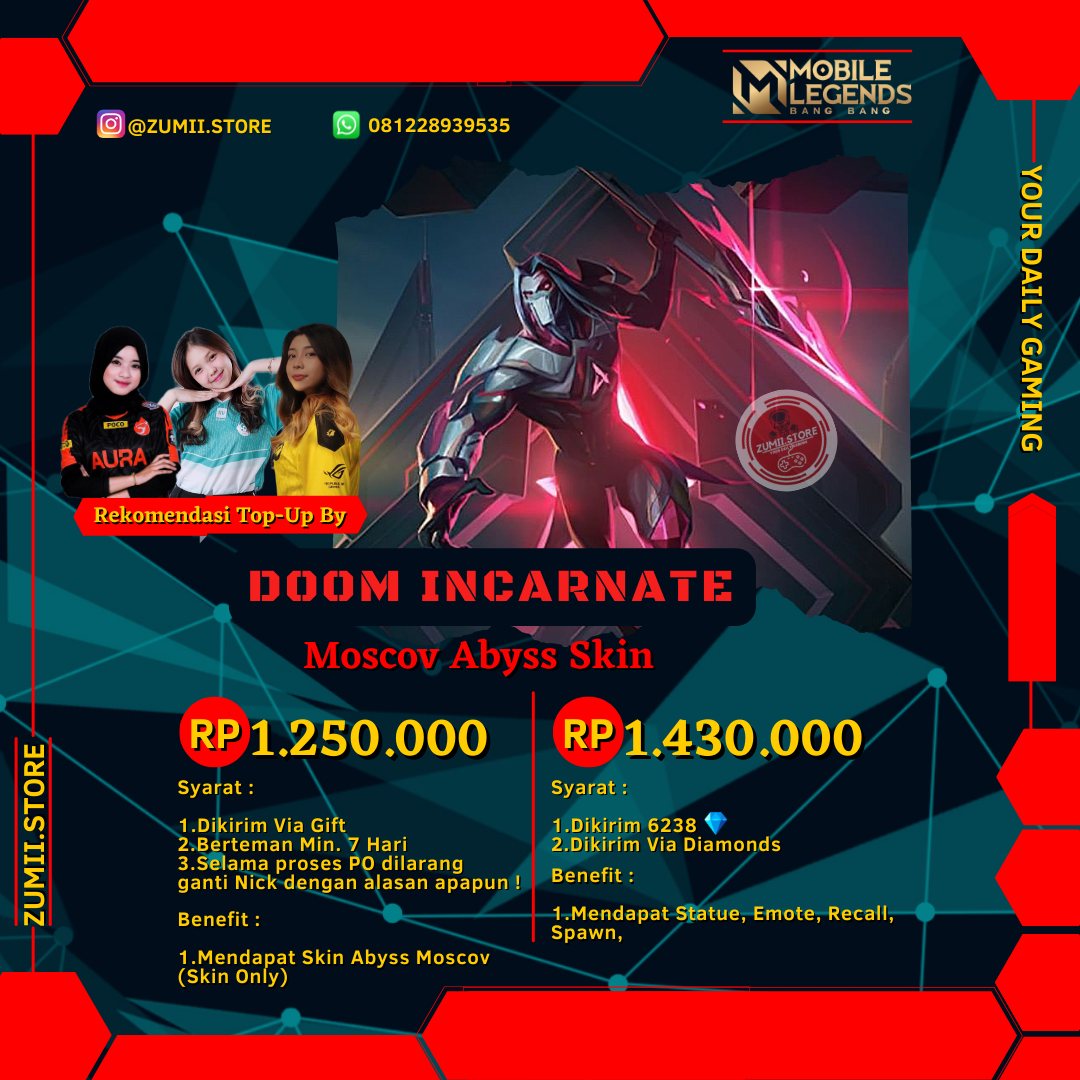 MOBILE
LEGENDS
BANG BANG
@ZUMII.STORE
081228939535
YOUR DAILY GAMING
POCO
AURA
ZUMII.STORE
Rekomendasi Top-Up By
DOOM INCARNATE
Moscov Abyss Skin
RP 1.250.000
Syarat :
1.Dikirim Via Gift
2.Berteman Min. 7 Hari
3.Selama proses PO dilarang
ganti Nick dengan alasan apapun !
Benefit :
1.Mendapat Skin Abyss Moscov
(Skin Only)
RP 1.430.000
Syarat :
1.Dikirim 6238 💎
2.Dikirim Via Diamonds
Benefit :
1.Mendapat Statue, Emote, Recall,
Spawn,
ZUMII.STORE